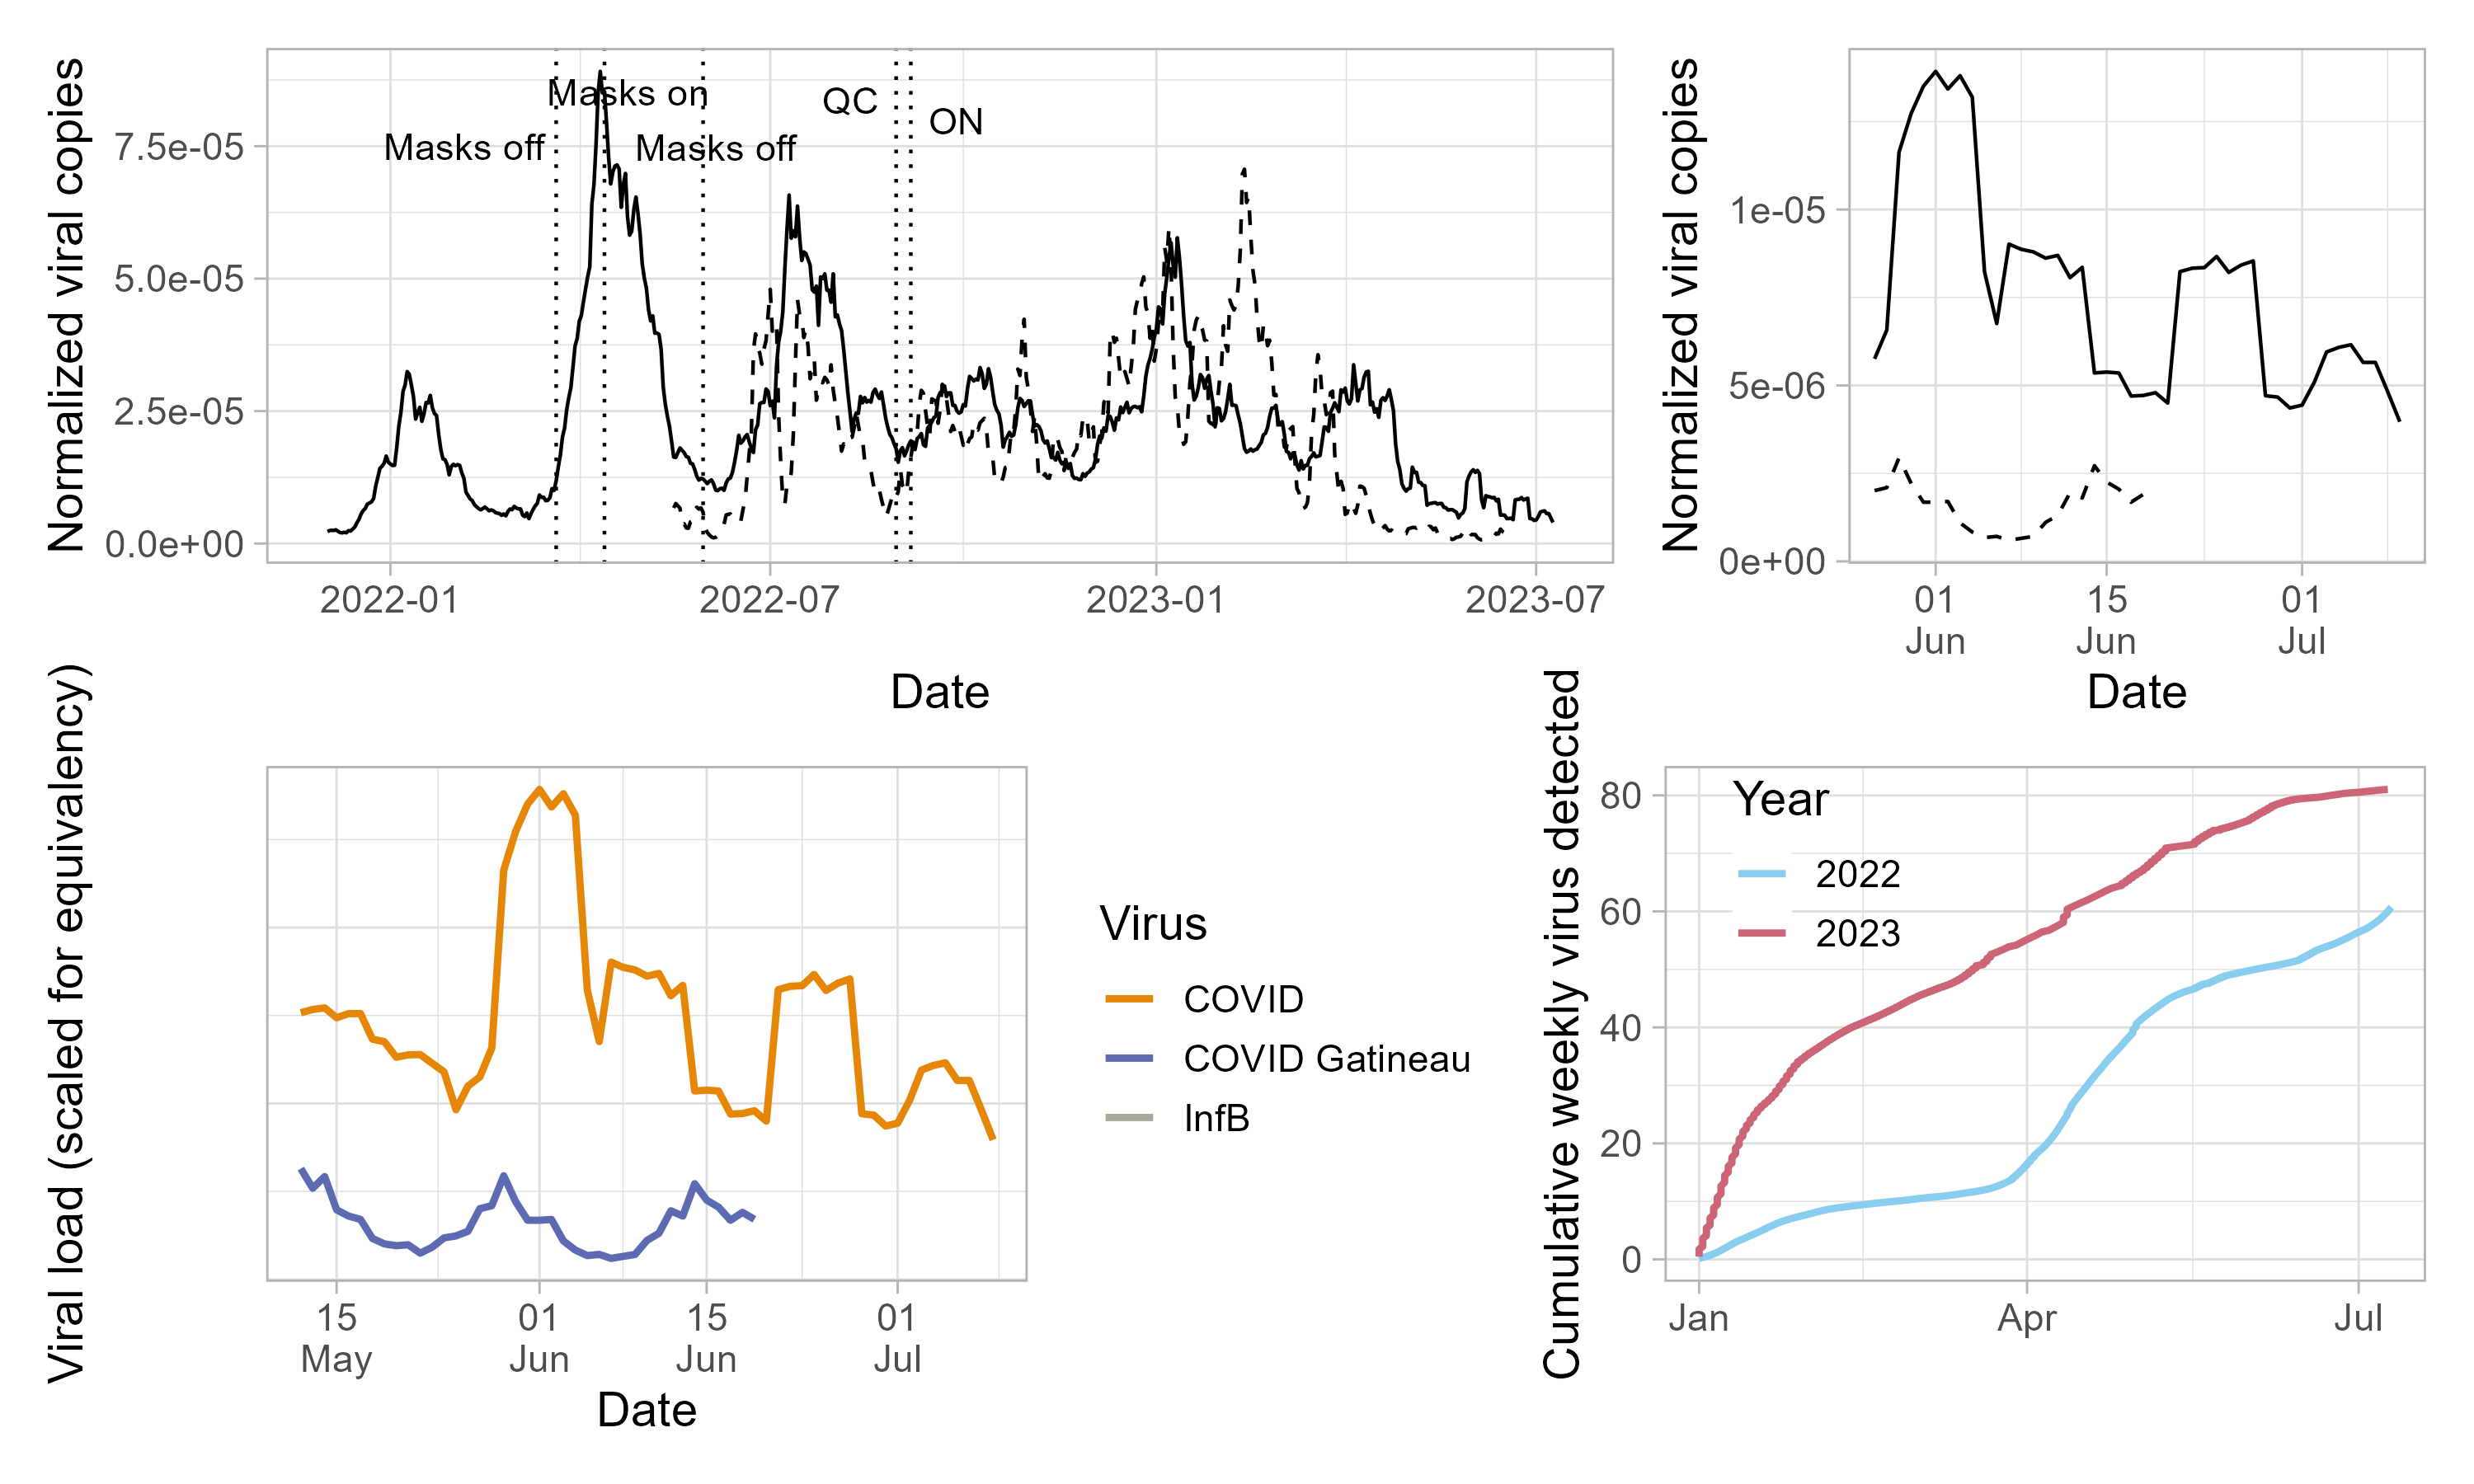 Normalized viral copies
7.5e-05
5.0e-05
2.5e-05
0.0e+00
Masks off
Masks on
Masks off
QC
ON
2022-01
2022-07
2023-01
2023-07
Date
Normalized viral copies
1e-05
5e-06
0e+00
01
Jun
15
Jun
01
Jul
Date
Viral load (scaled for equivalency)
15
May
01
Jun
15
Jun
01
Jul
Date
Virus
COVID
COVID Gatineau
InfB
Cumulative weekly virus detected
80
60
40
20
0
Year
2022
2023
Jan
Apr
Jul